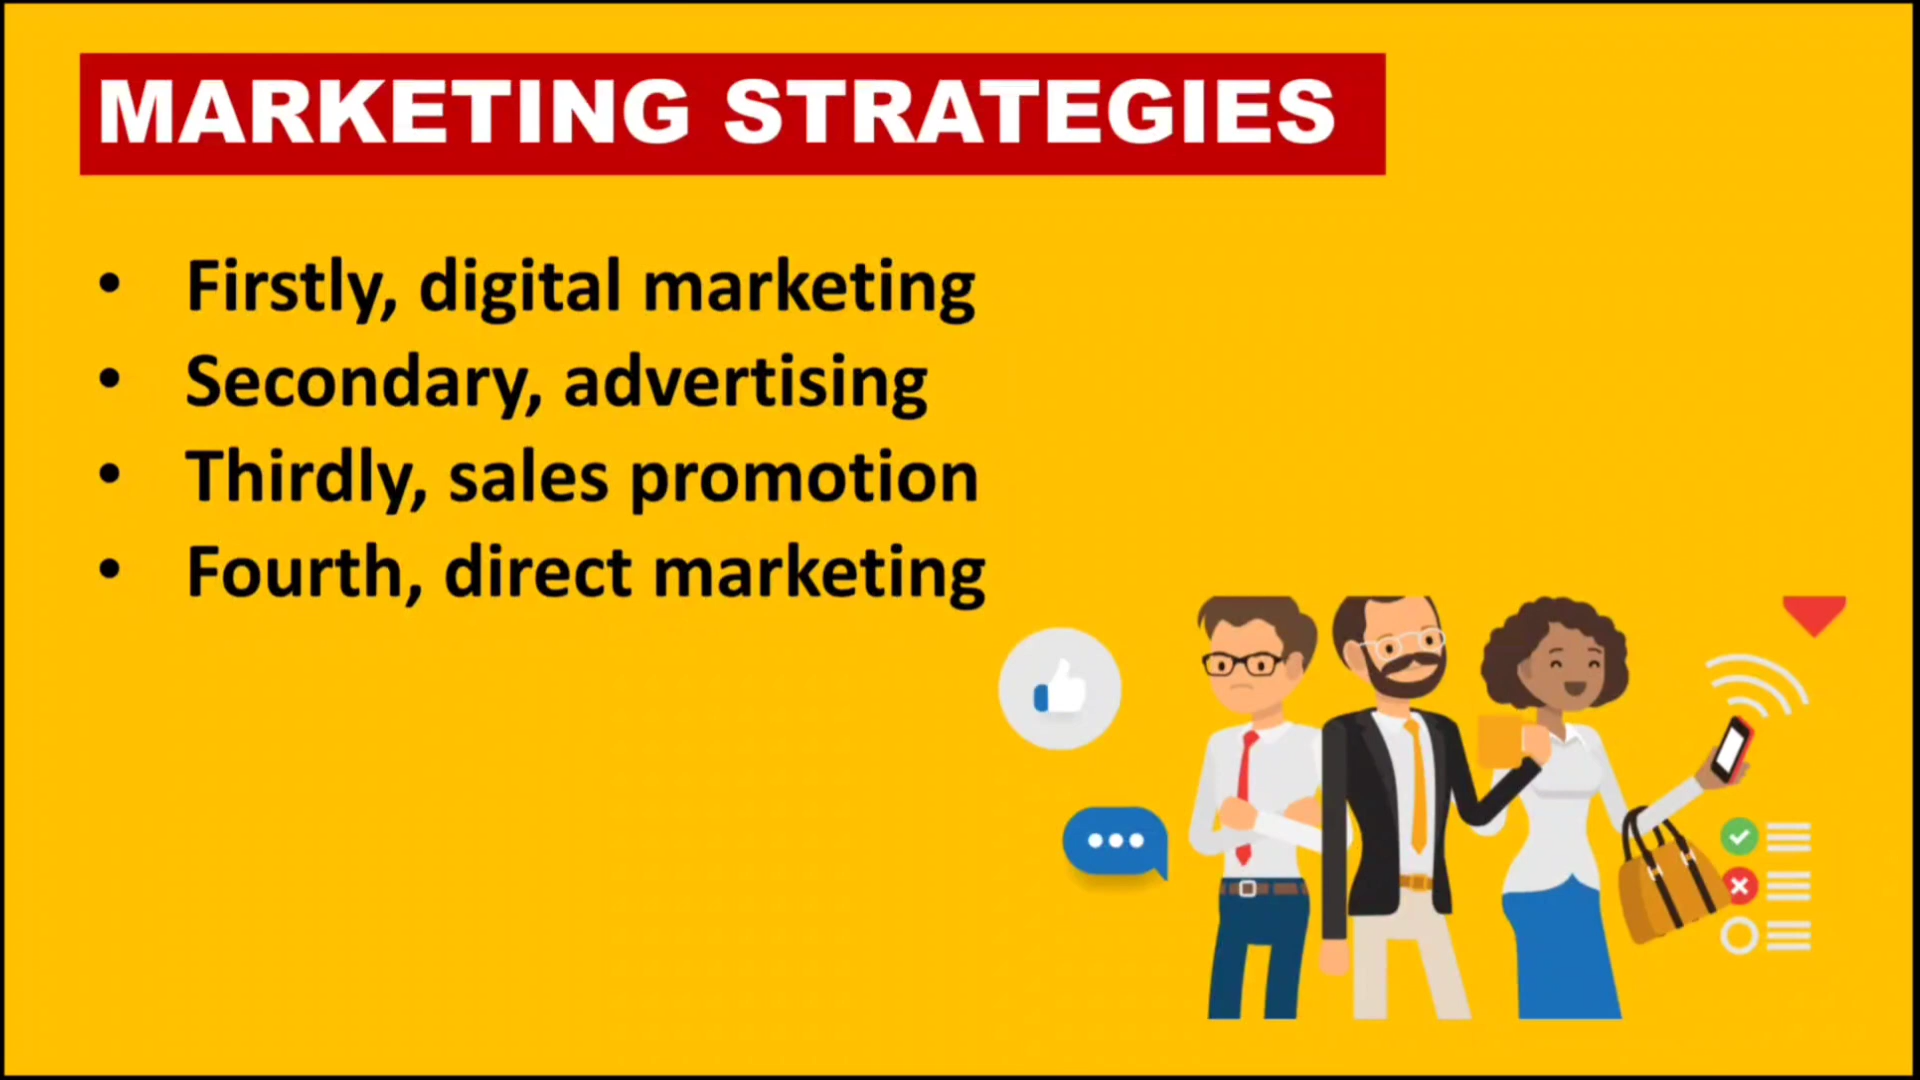 MARKETING STRATEGIES
• Firstly, digital marketing
• Secondary, advertising
• Thirdly, sales promotion
• Fourth, direct marketing